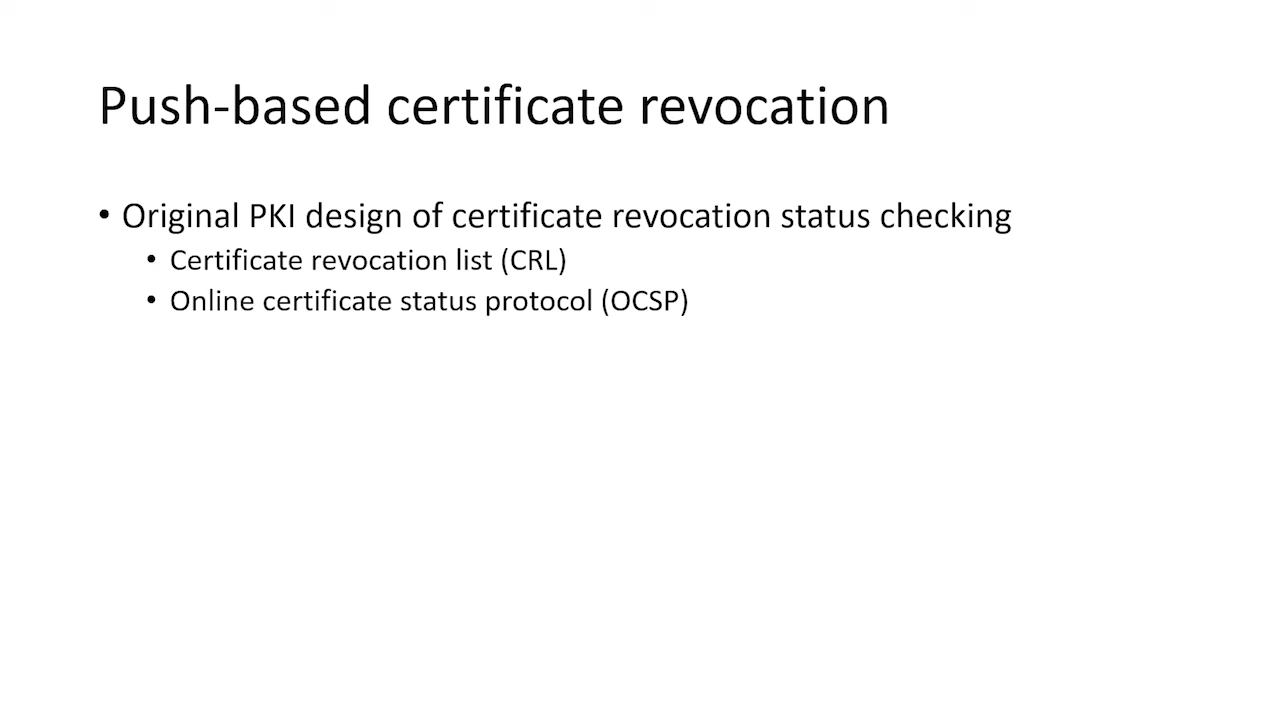 Push-based certificate revocation
• Original PKI design of certificate revocation status checking
• Certificate revocation list (CRL)
• Online certificate status protocol (OCSP)